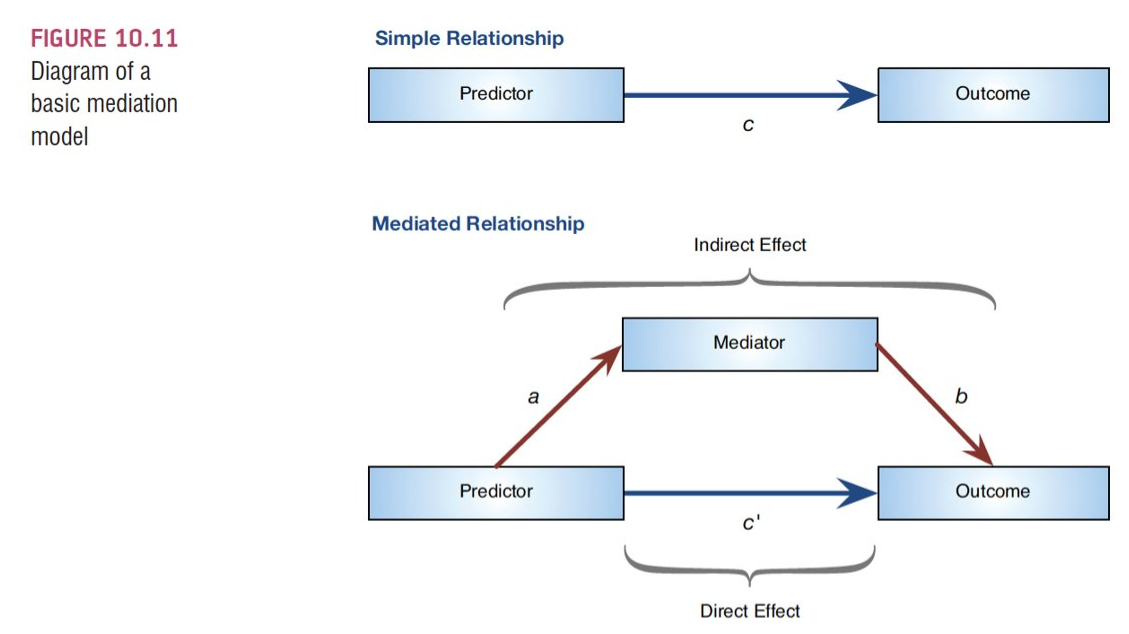 FIGURE 10.11
Diagram of a
basic mediation
model
Simple Relationship
Predictor
Outcome
c
Mediated Relationship
Indirect Effect
Mediator
a
b
Predictor
Outcome
c'
Direct Effect